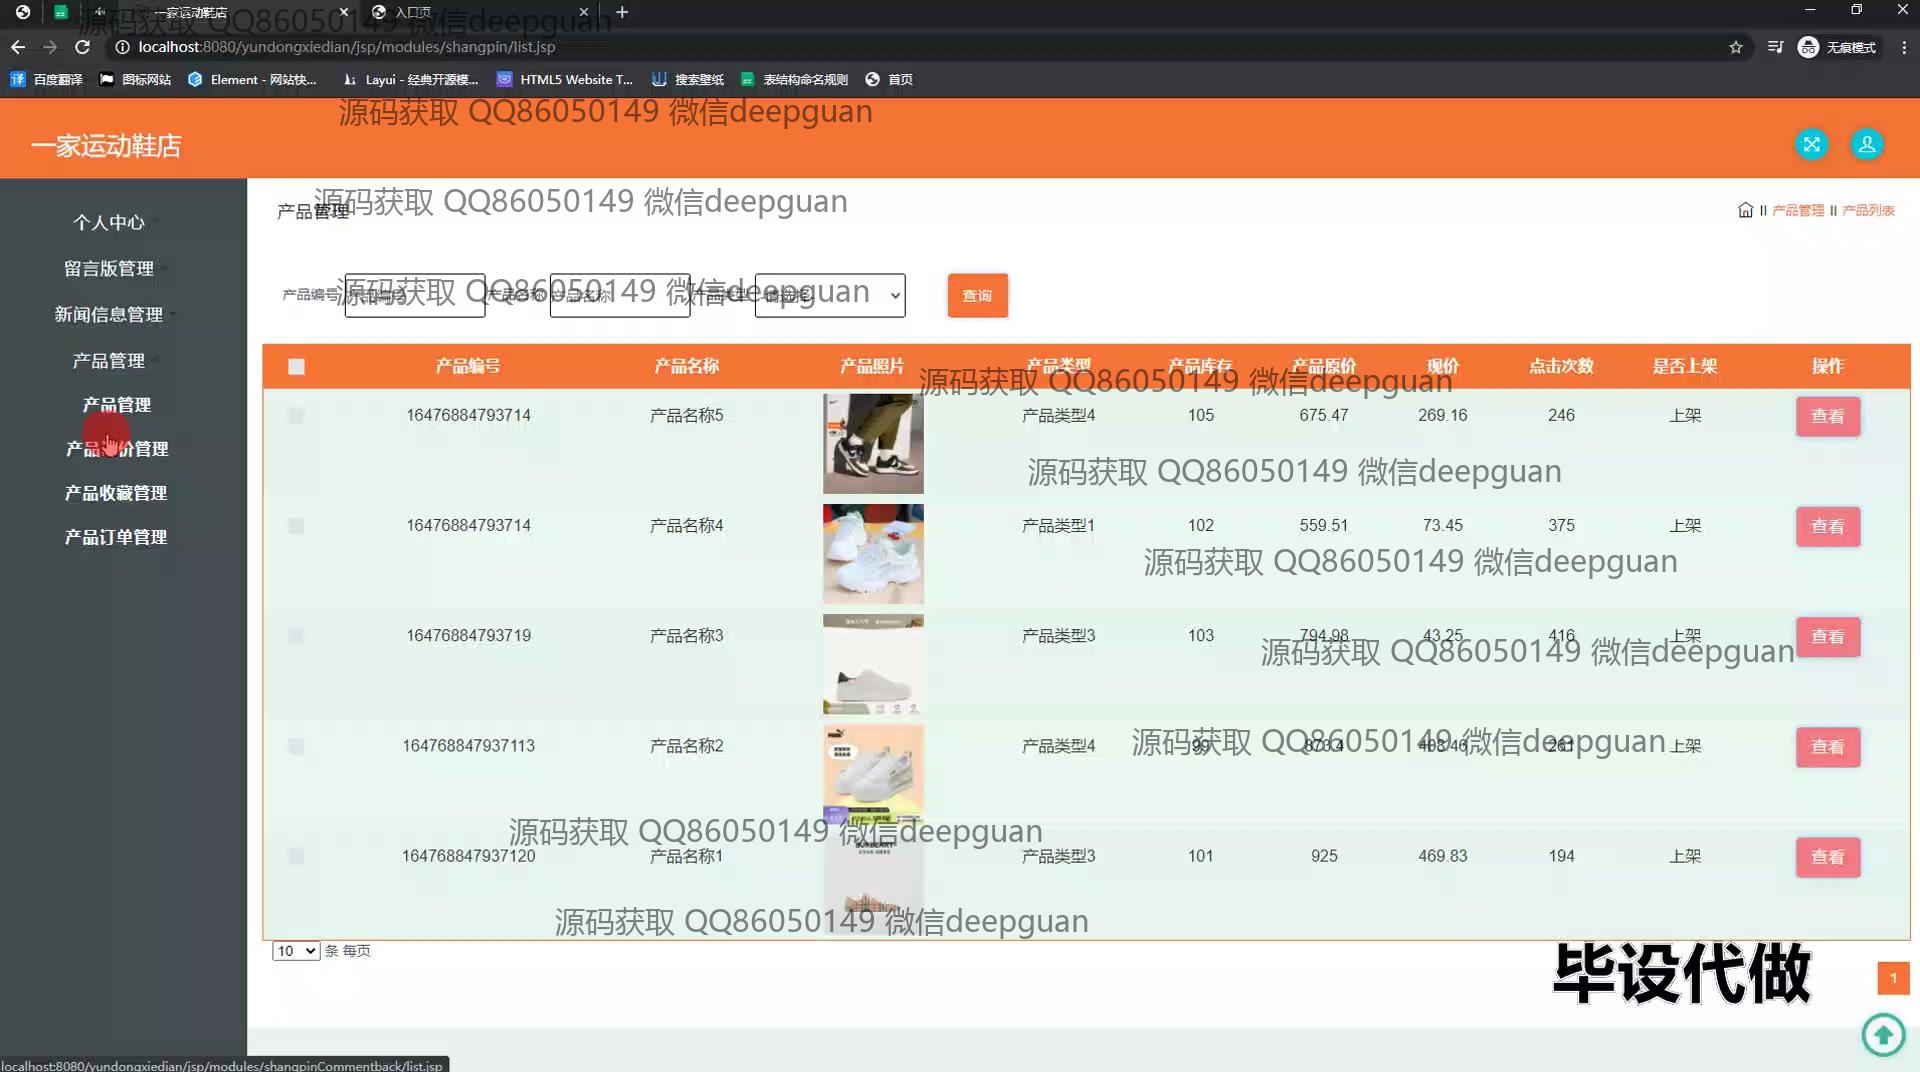 一家运动鞋店
入口页
源码获取 QQ86050149 微信deepguan
localhost:8080/yundongxiedian/jsp/modules/shangpin/list.jsp
无痕模式
百度翻译
图标网站
Element - 网站快...
Layui - 经典开源模...
HTML5 Website T...
搜索壁纸
表结构命名规则
首页
源码获取 QQ86050149 微信deepguan
一家运动鞋店
源码获取 QQ86050149 微信deepguan
产品管理
产品管理 产品列表
个人中心
留言版管理
新闻信息管理
产品管理
产品管理
产品评价管理
产品收藏管理
产品订单管理
产品编号
源码获取 QQ86050149 微信deepguan
查询
产品编号 产品名称 产品照片 产品类型 产品库存 产品原价 现价 点击次数 是否上架 操作
源码获取 QQ86050149 微信deepguan
16476884793714 产品名称5 产品类型4 105 675.47 269.16 246 上架 查看
源码获取 QQ86050149 微信deepguan
16476884793714 产品名称4 产品类型1 102 559.51 73.45 375 上架 查看
源码获取 QQ86050149 微信deepguan
16476884793719 产品名称3 产品类型3 103 794.98 43.25 416 上架 查看
源码获取 QQ86050149 微信deepguan
164768847937113 产品名称2 产品类型4 99 上架 查看
源码获取 QQ86050149 微信deepguan
源码获取 QQ86050149 微信deepguan
BURBERRY
164768847937120 产品名称1 产品类型3 101 925 469.83 194 上架 查看
源码获取 QQ86050149 微信deepguan
10 条 每页
毕设代做
1
localhost:8080/yundongxiedian/jsp/modules/shangpinCommentback/list.jsp